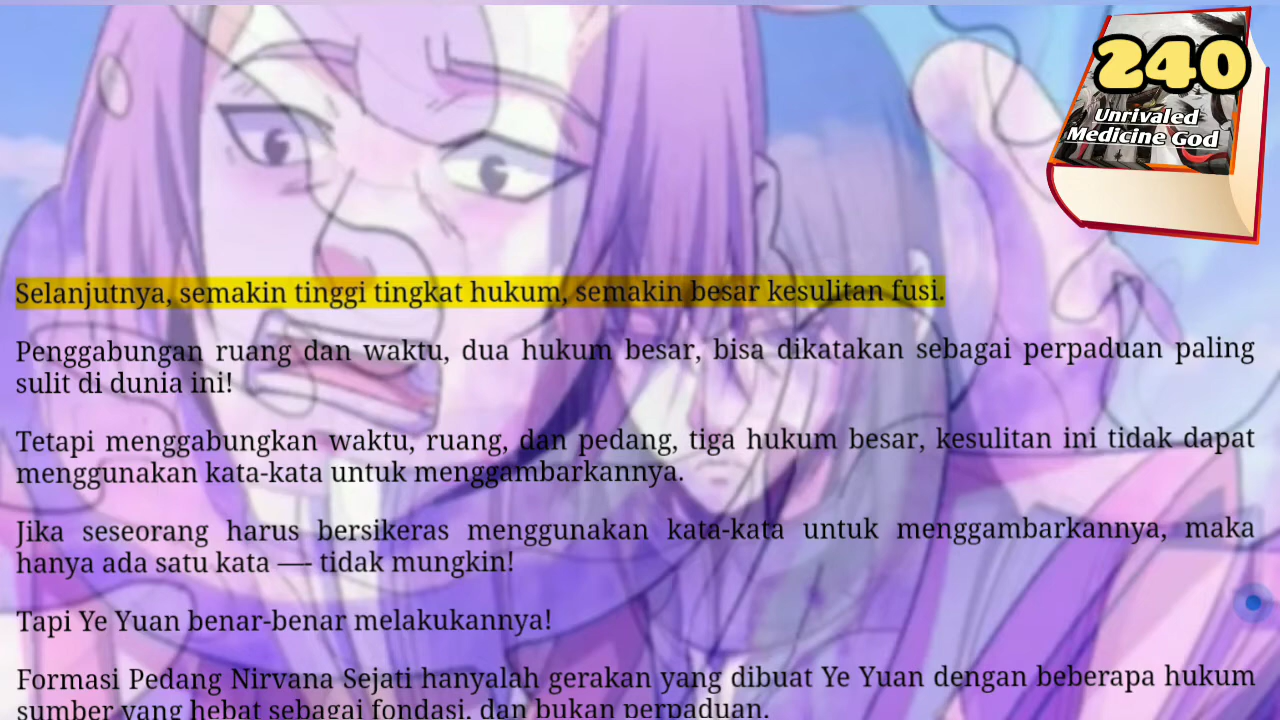 240
Unrivaled
Medicine God
Selanjutnya, semakin tinggi tingkat hukum, semakin besar kesulitan fusi.
Penggabungan ruang dan waktu, dua hukum besar, bisa dikatakan sebagai perpaduan paling
sulit di dunia ini!
Tetapi menggabungkan waktu, ruang, dan pedang, tiga hukum besar, kesulitan ini tidak dapat
menggunakan kata-kata untuk menggambarkannya.
Jika seseorang harus bersikeras menggunakan kata-kata untuk menggambarkannya, maka
hanya ada satu kata —- tidak mungkin!
Tapi Ye Yuan benar-benar melakukannya!
Formasi Pedang Nirvana Sejati hanyalah gerakan yang dibuat Ye Yuan dengan beberapa hukum
sumber yang hebat sebagai fondasi, dan bukan perpaduan.